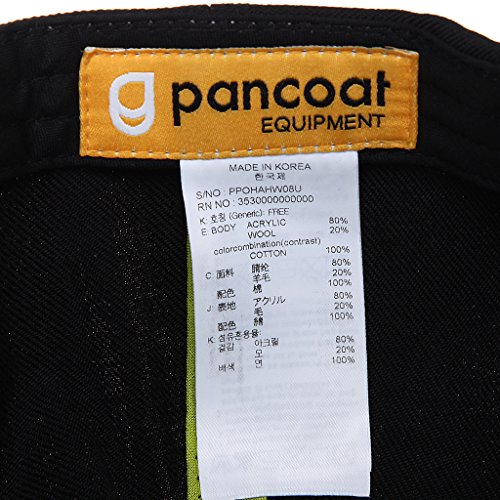 pancoat
EQUIPMENT
MADE IN KOREA
한국제
S/NO : PPOHAHW08U
RN NO : 3530000000000
K: 호칭 (Generic): FREE
E: BODY ACRYLIC 80%
WOOL 20%
colorcombination(contrast)
COTTON 100%
C: 面料 腈纶 80%
羊毛 20%
配色 棉 100%
J: 表地 アクリル 80%
毛 20%
配色 綿 100%
K: 섬유혼용율:
겉감 아크릴 80%
모 20%
배색 면 100%